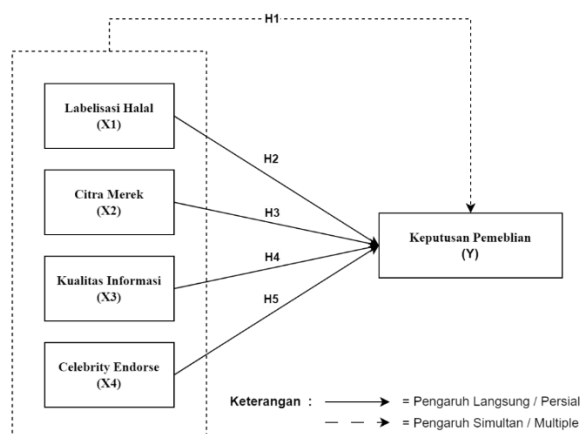 H1
Labelisasi Halal
(X1)
H2
Citra Merek
(X2)
H3
Keputusan Pemeblian
(Y)
H4
Kualitas Informasi
(X3)
H5
Celebrity Endorse
(X4)
Keterangan :
= Pengaruh Langsung / Persial
= Pengaruh Simultan / Multiple